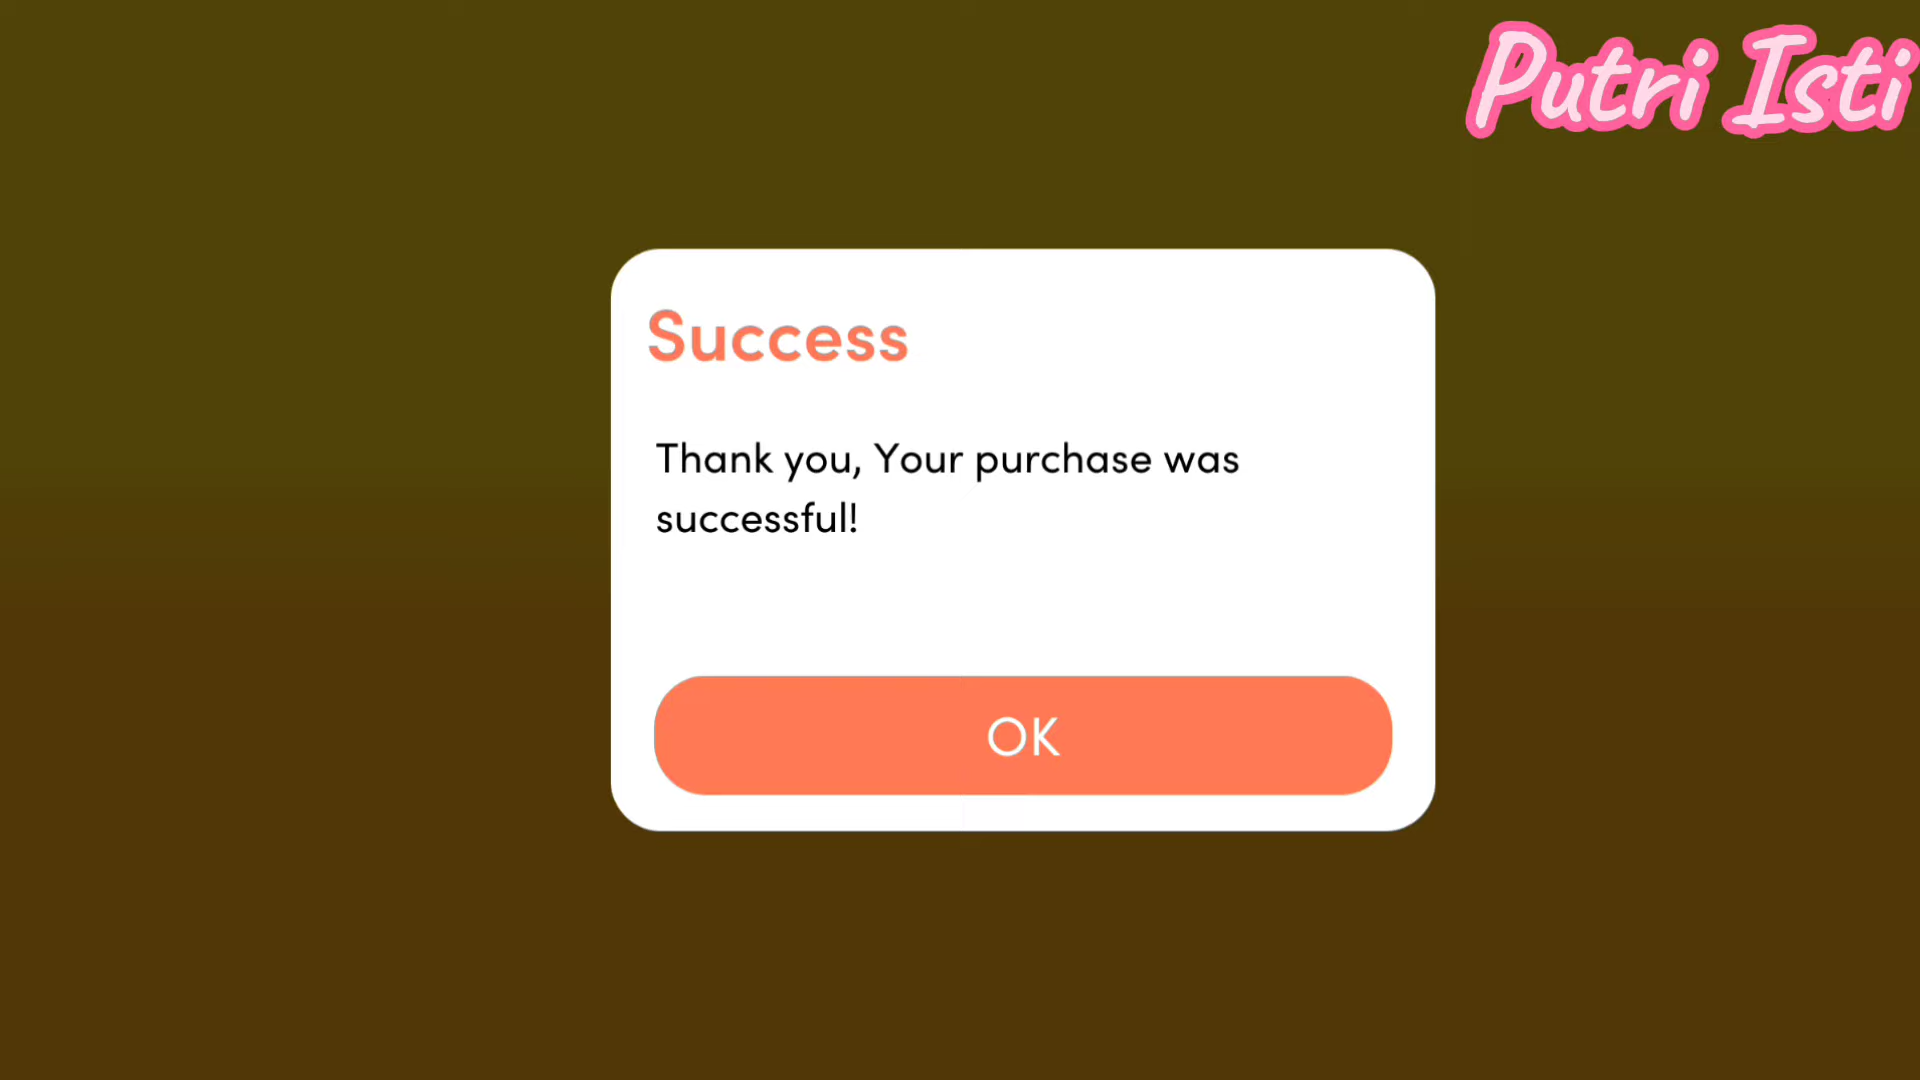 Putri Isti
Success
Thank you, Your purchase was
successful!
OK